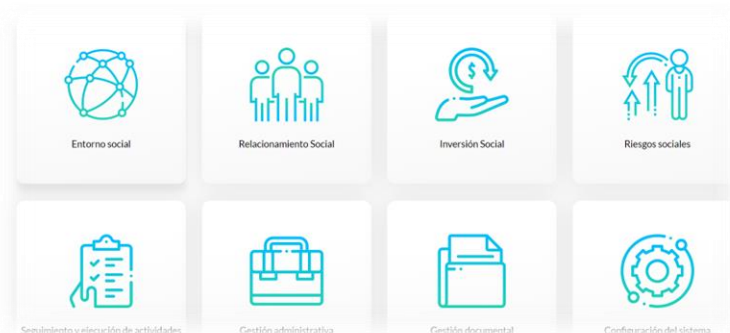 Entorno social
Relacionamiento Social
Inversión Social
Riesgos sociales
$
Seguimiento y ejecución de actividades
Gestión administrativa
Gestión documental
Configuración del sistema